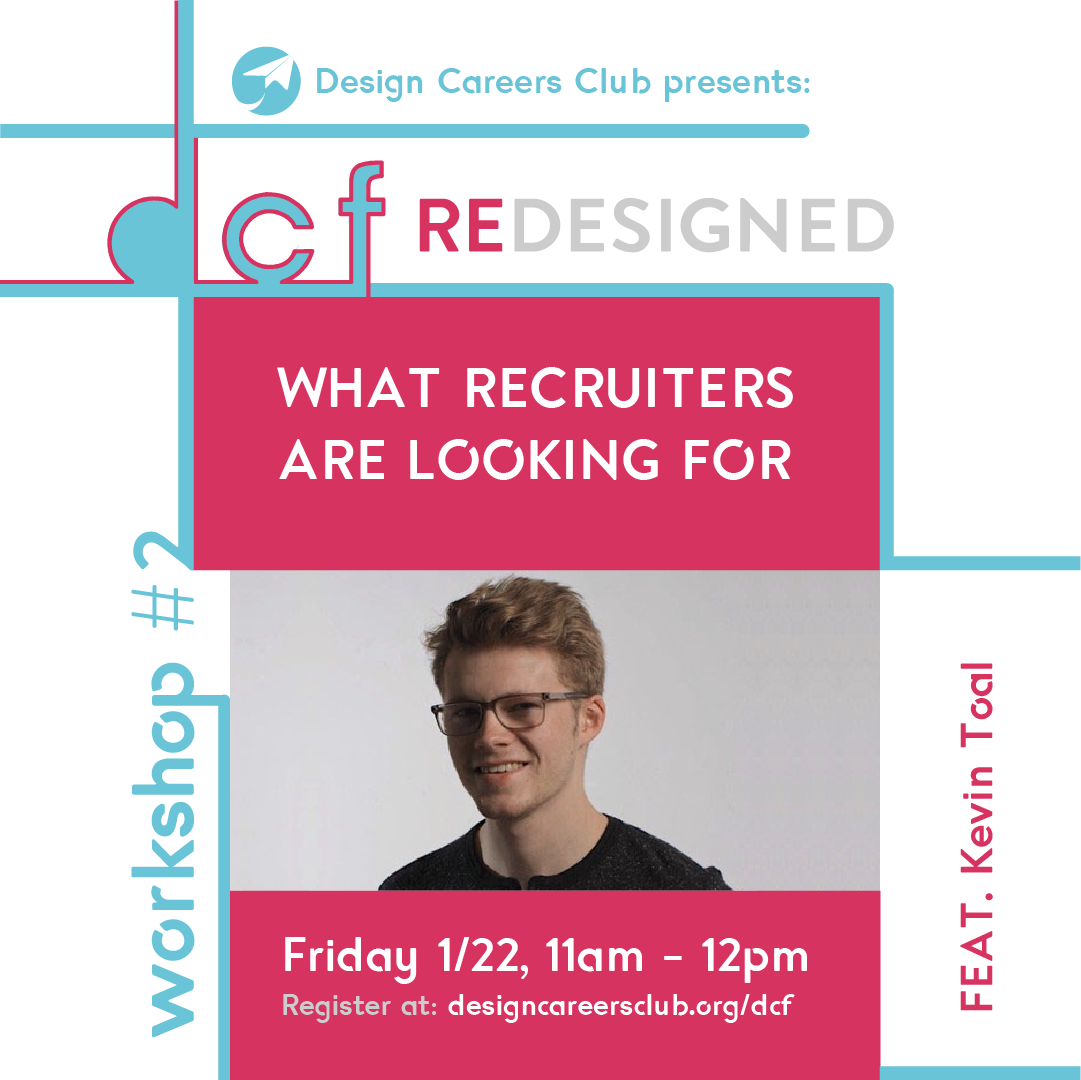 Design Careers Club presents:
dcf REDESIGNED
WHAT RECRUITERS
ARE LOOKING FOR
workshop #2
FEAT. Kevin Toal
Friday 1/22, 11am - 12pm
Register at: designcareersclub.org/dcf